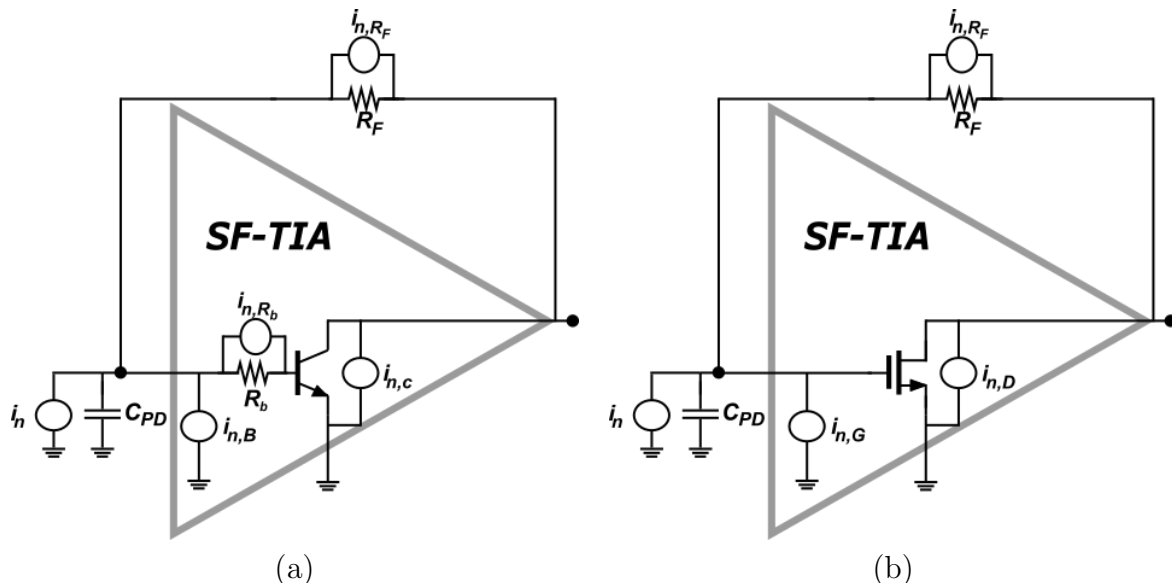 i_{n,R_F}
R_F
SF-TIA
i_{n,R_b}
R_b
i_{n,c}
i_n
C_{PD}
i_{n,B}
(a)
i_{n,R_F}
R_F
SF-TIA
i_{n,D}
i_n
C_{PD}
i_{n,G}
(b)